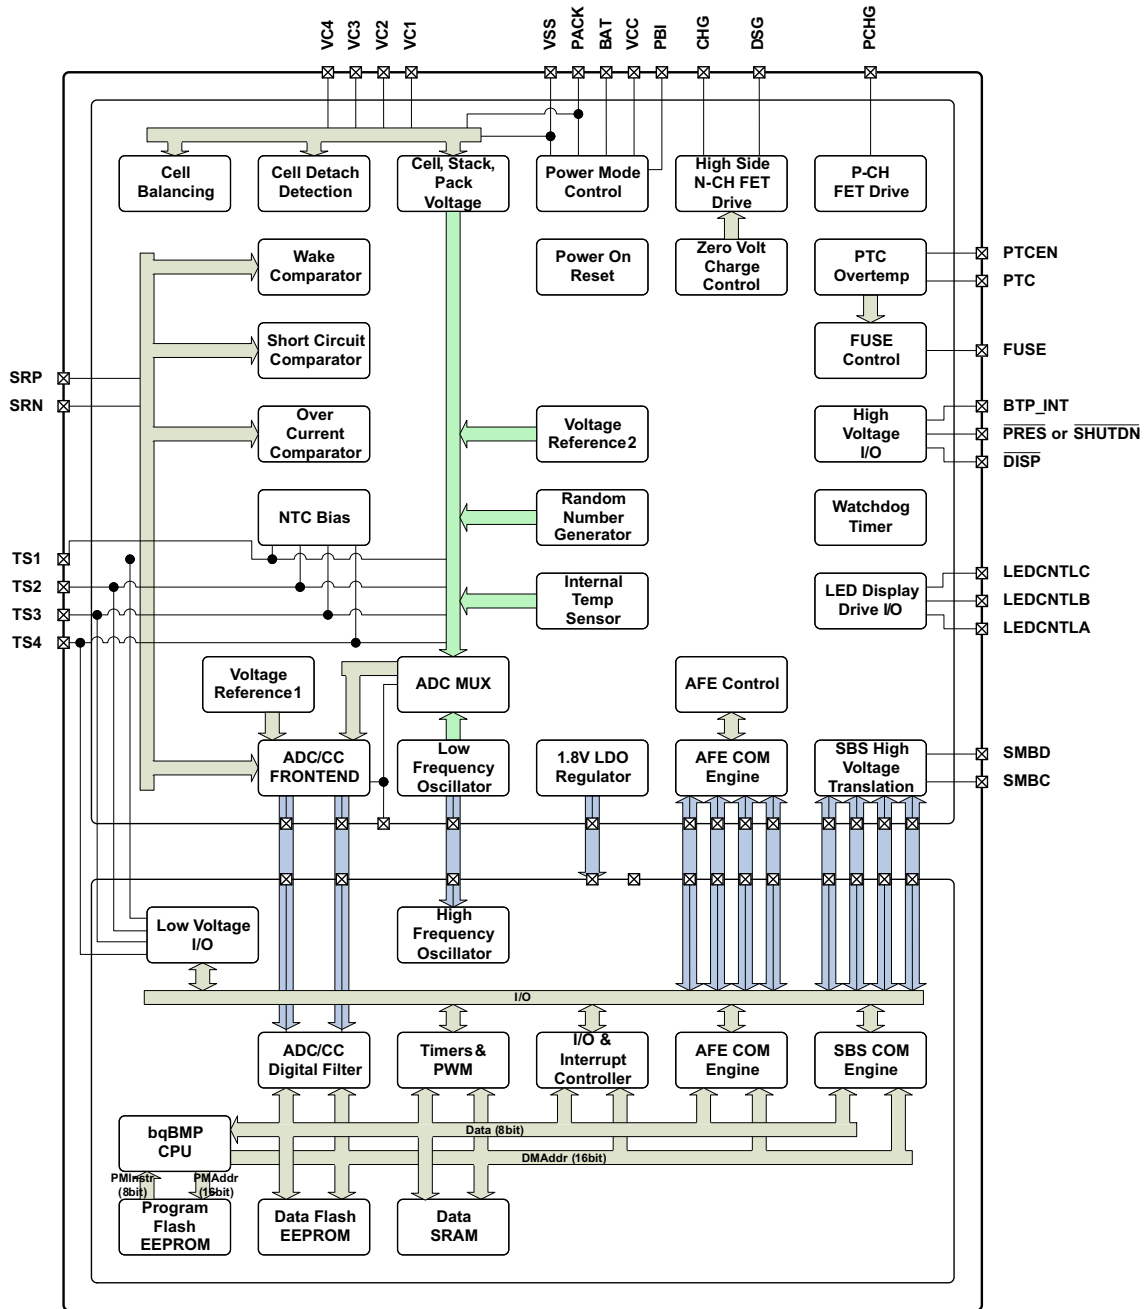 VC4
VC3
VC2
VC1
VSS
PACK
BAT
VCC
PBI
CHG
DSG
PCHG
Cell
Balancing
Cell Detach
Detection
Cell, Stack,
Pack
Voltage
Power Mode
Control
High Side
N-CH FET
Drive
P-CH
FET Drive
Wake
Comparator
Power On
Reset
Zero Volt
Charge
Control
PTC
Overtemp
PTCEN
PTC
Short Circuit
Comparator
FUSE
Control
FUSE
SRP
SRN
Over
Current
Comparator
Voltage
Reference2
High
Voltage
I/O
BTP_INT
PRES or SHUTDN
DISP
NTC Bias
Random
Number
Generator
Watchdog
Timer
TS1
TS2
TS3
TS4
Internal
Temp
Sensor
LED Display
Drive I/O
LEDCNTLC
LEDCNTLB
LEDCNTLA
Voltage
Reference1
ADC MUX
AFE Control
ADC/CC
FRONTEND
Low
Frequency
Oscillator
1.8V LDO
Regulator
AFE COM
Engine
SBS High
Voltage
Translation
SMBD
SMBC
Low Voltage
I/O
High
Frequency
Oscillator
I/O
ADC/CC
Digital Filter
Timers&
PWM
I/O &
Interrupt
Controller
AFE COM
Engine
SBS COM
Engine
bqBMP
CPU
Data (8bit)
DMAddr (16bit)
PMInstr
(8bit)
PMAddr
(16bit)
Program
Flash
EEPROM
Data Flash
EEPROM
Data
SRAM